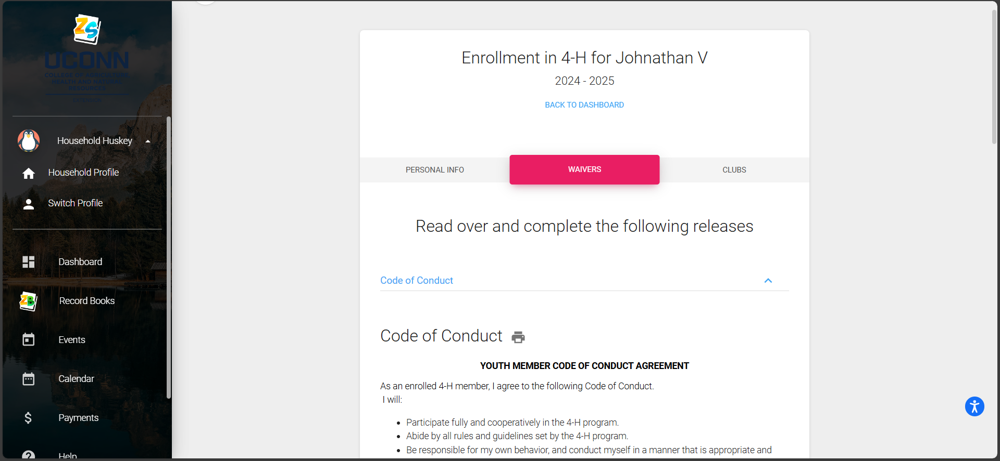 ZS
UCONN
COLLEGE OF AGRICULTURE,
HEALTH AND NATURAL
RESOURCES
EXTENSION
Household Huskey
Household Profile
Switch Profile
Dashboard
ZB
Record Books
Events
Calendar
$
Payments
?
Help
Enrollment in 4-H for Johnathan V
2024 - 2025
BACK TO DASHBOARD
PERSONAL INFO
WAIVERS
CLUBS
Read over and complete the following releases
Code of Conduct
Code of Conduct
YOUTH MEMBER CODE OF CONDUCT AGREEMENT
As an enrolled 4-H member, I agree to the following Code of Conduct.
I will:
• Participate fully and cooperatively in the 4-H program.
• Abide by all rules and guidelines set by the 4-H program.
• Be responsible for my own behavior, and conduct myself in a manner that is appropriate and